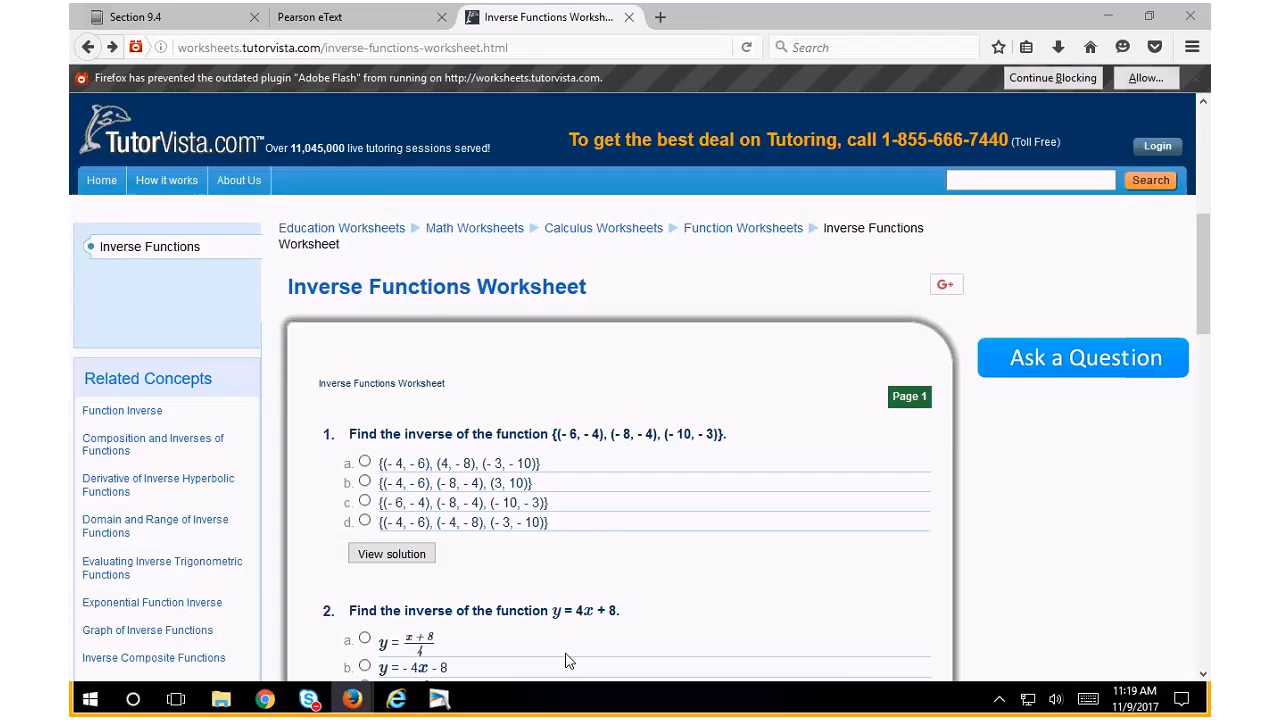 Section 9.4
Pearson eText
Inverse Functions Worksh...
worksheets.tutorvista.com/inverse-functions-worksheet.html
Search
Firefox has prevented the outdated plugin "Adobe Flash" from running on http://worksheets.tutorvista.com.
Continue Blocking
Allow...
TutorVista.com™
Over 11,045,000 live tutoring sessions served!
To get the best deal on Tutoring, call 1-855-666-7440 (Toll Free)
Login
Home
How it works
About Us
Search
Inverse Functions
Education Worksheets
Math Worksheets
Calculus Worksheets
Function Worksheets
Inverse Functions
Worksheet
Inverse Functions Worksheet
G+
Ask a Question
Related Concepts
Function Inverse
Composition and Inverses of
Functions
Derivative of Inverse Hyperbolic
Functions
Domain and Range of Inverse
Functions
Evaluating Inverse Trigonometric
Functions
Exponential Function Inverse
Graph of Inverse Functions
Inverse Composite Functions
Inverse Functions Worksheet
Page 1
1. Find the inverse of the function {(- 6, - 4), (- 8, - 4), (- 10, - 3)}.
a. {(- 4, - 6), (4, - 8), (- 3, - 10)}
b. {(- 4, - 6), (- 8, - 4), (3, 10)}
c. {(- 6, - 4), (- 8, - 4), (- 10, - 3)}
d. {(- 4, - 6), (- 4, - 8), (- 3, - 10)}
View solution
2. Find the inverse of the function y = 4x + 8.
a. y = x + 8 / 4
b. y = - 4x - 8
11:19 AM
11/9/2017